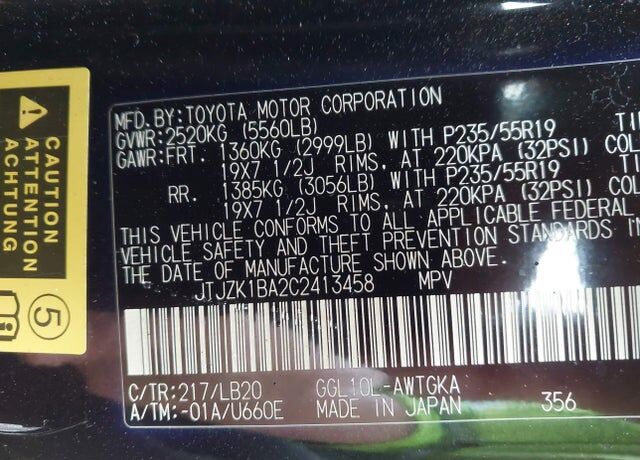 MFD.BY:TOYOTA MOTOR CORPORATION
GVWR:2520KG (5560LB)
GAWR:FRT. 1360KG (2999LB) WITH P235/55R19
19X7 1/2J RIMS, AT 220KPA (32PSI) COL
RR. 1385KG (3056LB) WITH P235/55R19
19X7 1/2J RIMS, AT 220KPA (32PSI) COL
THIS VEHICLE CONFORMS TO ALL APPLICABLE FEDERAL
VEHICLE SAFETY AND THEFT PREVENTION STANDARDS IN
THE DATE OF MANUFACTURE SHOWN ABOVE.
JTJZK1BA2C2413458 MPV
C/TR:217/LB20 GGL10L-AWTGKA
A/TM:-01A/U660E MADE IN JAPAN 356
CAUTION
ATTENTION
ACHTUNG
5